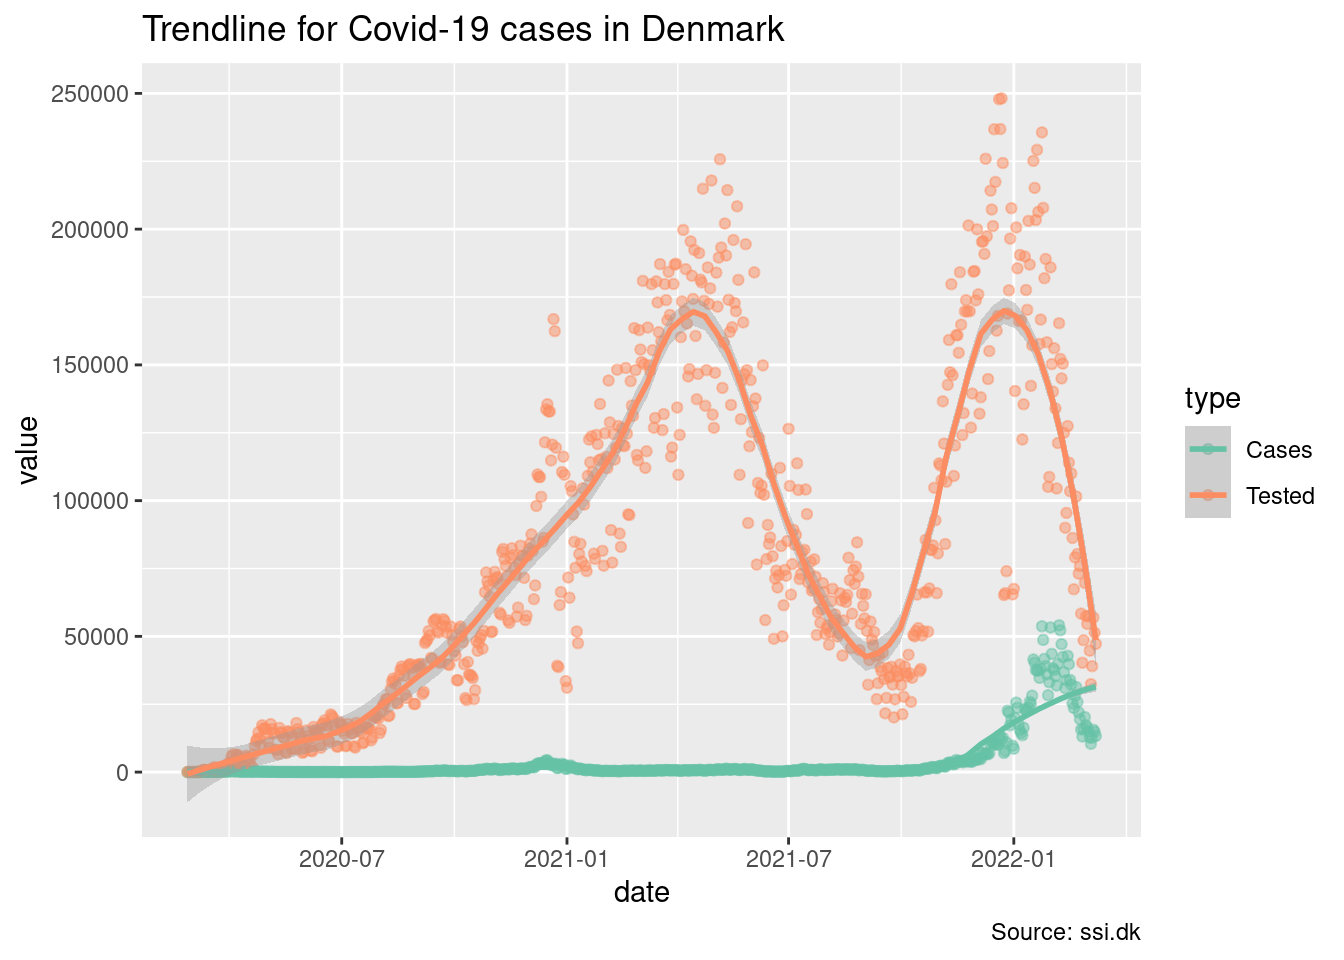 Trendline for Covid-19 cases in Denmark
250000
200000
150000
100000
50000
0
value
2020-07
2021-01
2021-07
2022-01
date
type
Cases
Tested
Source: ssi.dk